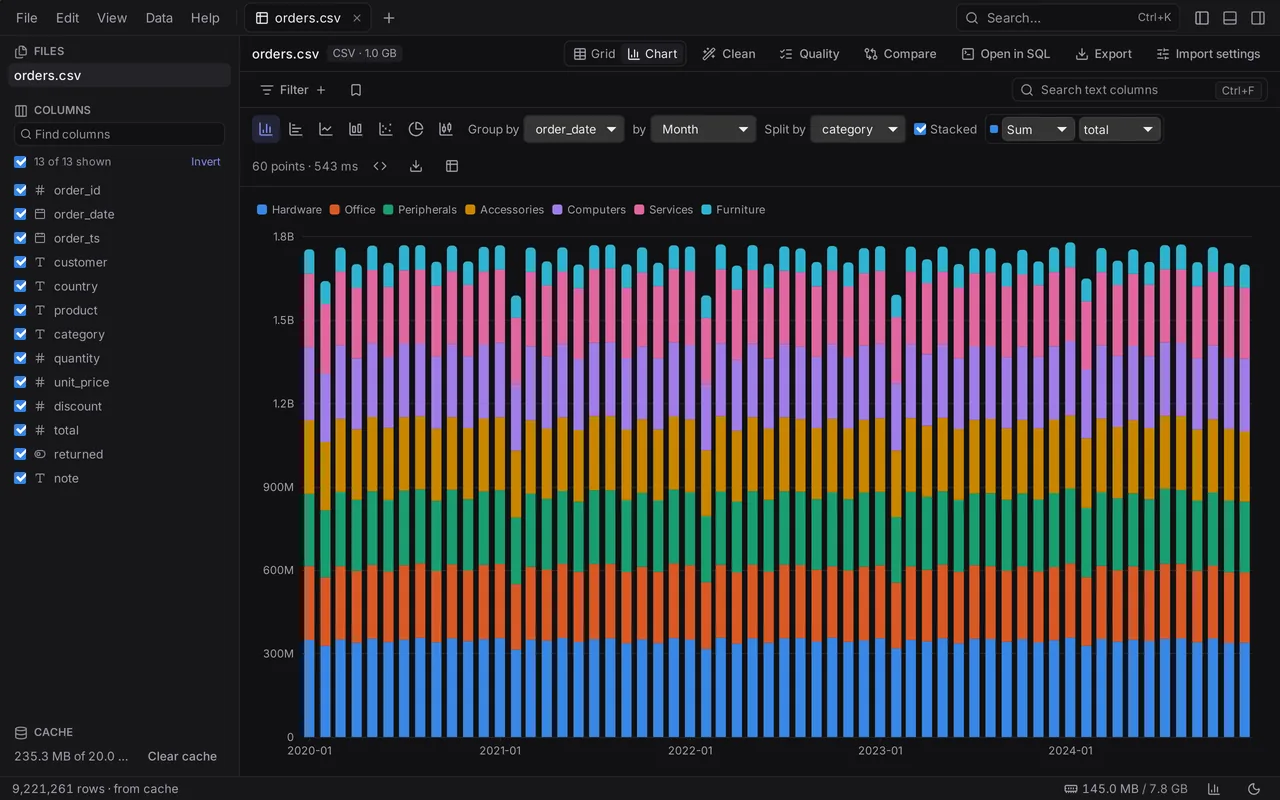 File Edit View Data Help
orders.csv
Search... Ctrl+K
FILES
orders.csv
COLUMNS
Find columns
13 of 13 shown Invert
order_id
order_date
order_ts
customer
country
product
category
quantity
unit_price
discount
total
returned
note
CACHE
235.3 MB of 20.0 ... Clear cache
orders.csv CSV · 1.0 GB Grid Chart Clean Quality Compare Open in SQL Export Import settings
Filter Search text columns Ctrl+F
Group by order_date by Month Split by category Stacked Sum total
60 points · 543 ms
Hardware Office Peripherals Accessories Computers Services Furniture
1.8B
1.5B
1.2B
900M
600M
300M
0
2020-01 2021-01 2022-01 2023-01 2024-01
9,221,261 rows · from cache 145.0 MB / 7.8 GB